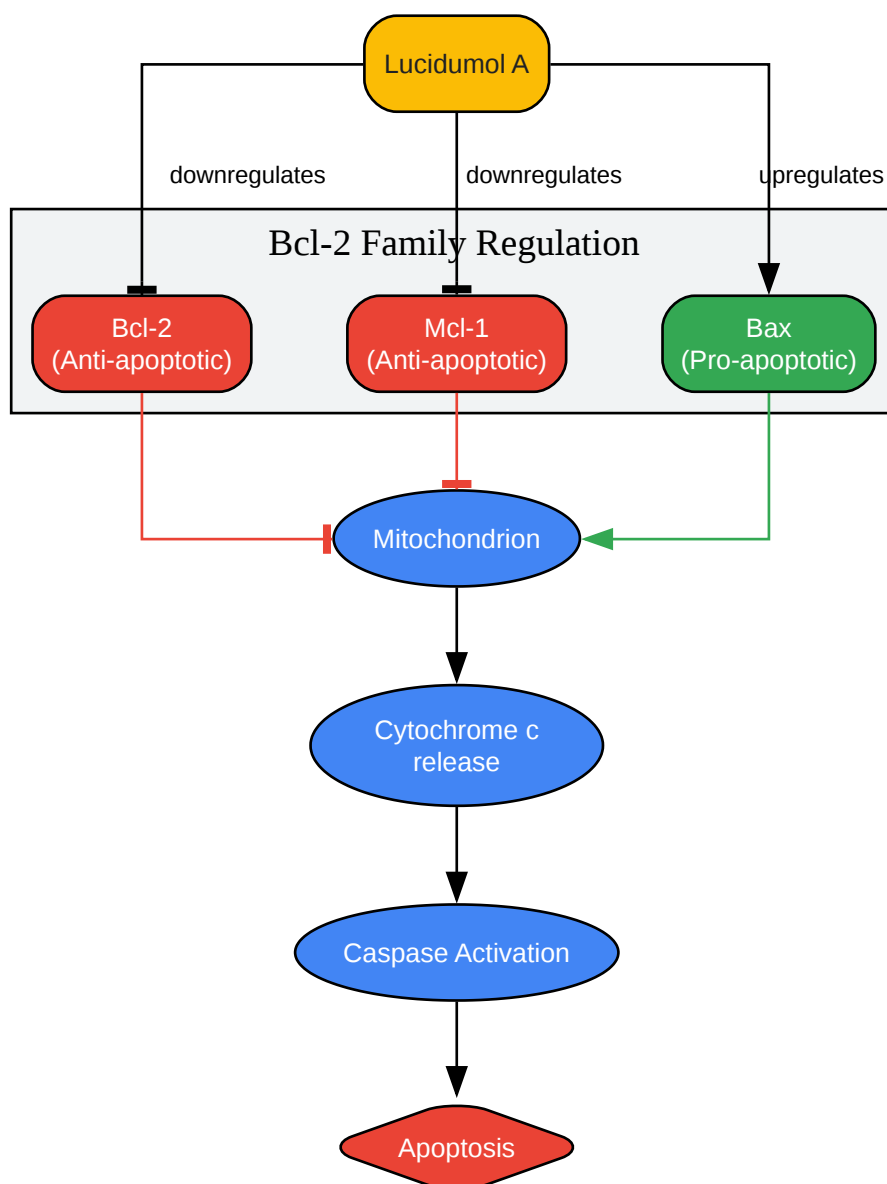 Lucidumol A
downregulates
downregulates
upregulates
Bcl-2 Family Regulation
Bcl-2
(Anti-apoptotic)
Mcl-1
(Anti-apoptotic)
Bax
(Pro-apoptotic)
Mitochondrion
Cytochrome c
release
Caspase Activation
Apoptosis